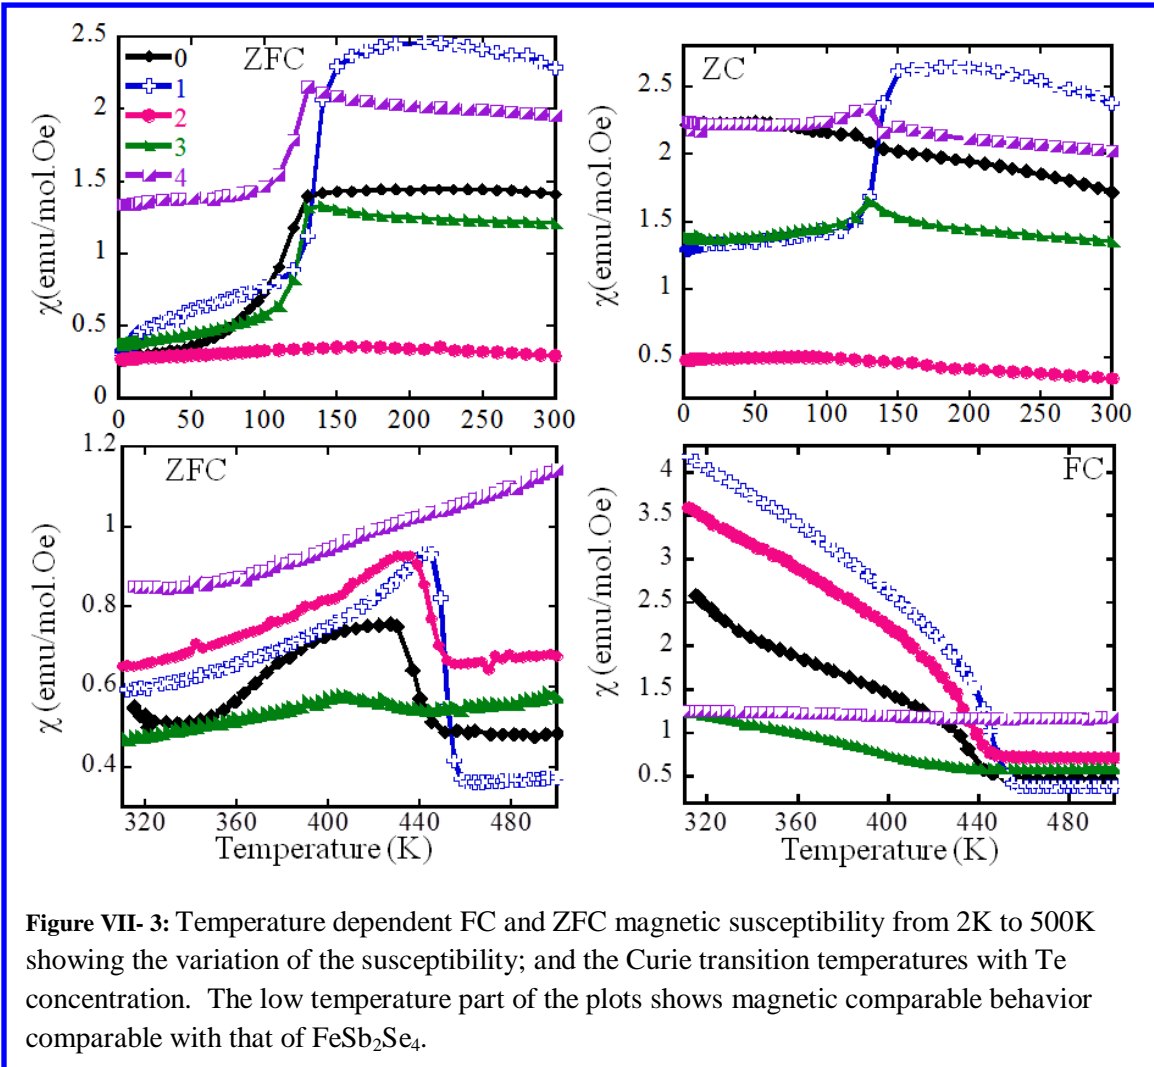 ZFC
0
1
2
3
4
χ(emu/mol.Oe)
2.5
2
1.5
1
0.5
0
0 50 100 150 200 250 300
ZC
χ(emu/mol.Oe)
2.5
2
1.5
1
0.5
0 50 100 150 200 250 300
ZFC
χ (emu/mol.Oe)
1.2
1
0.8
0.6
0.4
320 360 400 440 480
Temperature (K)
FC
χ (emu/mol.Oe)
4
3.5
3
2.5
2
1.5
1
0.5
320 360 400 440 480
Temperature (K)
Figure VII- 3: Temperature dependent FC and ZFC magnetic susceptibility from 2K to 500K
showing the variation of the susceptibility; and the Curie transition temperatures with Te
concentration. The low temperature part of the plots shows magnetic comparable behavior
comparable with that of FeSb₂Se₄.